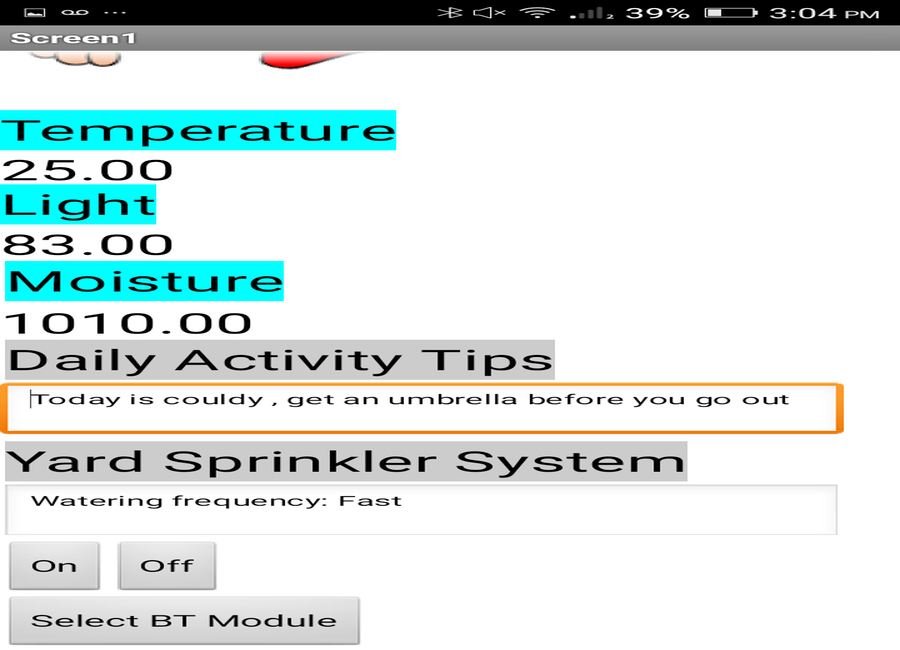 39% 3:04 PM
Screen1
Temperature
25.00
Light
83.00
Moisture
1010.00
Daily Activity Tips
Today is couldy , get an umbrella before you go out
Yard Sprinkler System
Watering frequency: Fast
On Off
Select BT Module